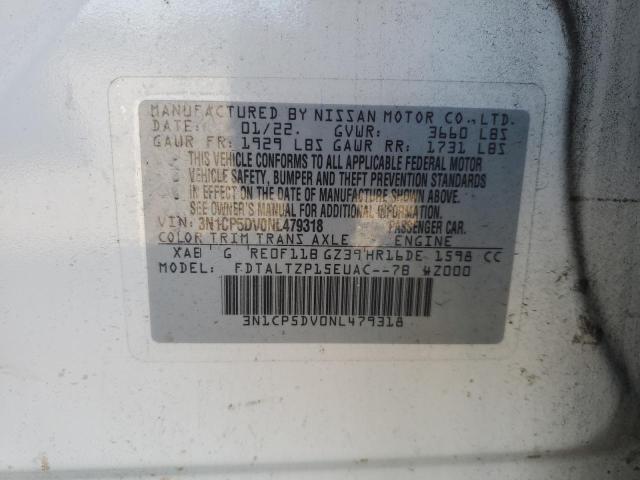 MANUFACTURED BY NISSAN MOTOR CO., LTD.
DATE: 01/22. GVWR: 3660 LBS
GAWR FR: 1929 LBS GAWR RR: 1731 LBS
THIS VEHICLE CONFORMS TO ALL APPLICABLE FEDERAL MOTOR
VEHICLE SAFETY, BUMPER AND THEFT PREVENTION STANDARDS
IN EFFECT ON THE DATE OF MANUFACTURE SHOWN ABOVE.
SEE OWNER'S MANUAL FOR ADDITIONAL INFORMATION.
VIN: 3N1CP5DV0NL479318 PASSENGER CAR.
COLOR TRIM TRANS AXLE ENGINE
XAB G RE0F11B GZ39 HR16DE 1598 CC
MODEL: FDTALTZP15EUAC--7B #Z000
3N1CP5DV0NL479318